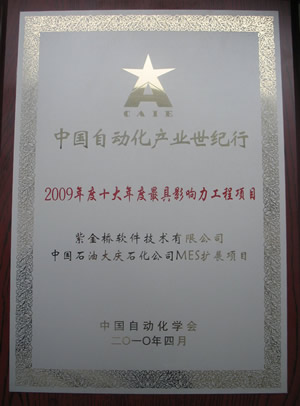 CAIE
中国自动化产业世纪行
2009年度十大年度最具影响力工程项目
紫金桥软件技术有限公司
中国石油大庆石化公司MES扩展项目
中国自动化学会
二〇一〇年四月